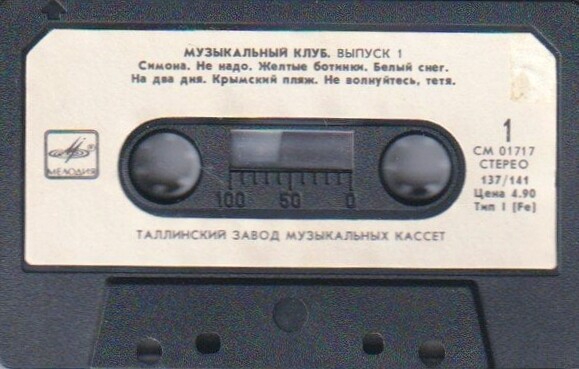 МУЗЫКАЛЬНЫЙ КЛУБ. ВЫПУСК 1
Симона. Не надо. Желтые ботинки. Белый снег.
На два дня. Крымский пляж. Не волнуйтесь, тетя.
1
СМ 01717
СТЕРЕО
137/141
Цена 4.90
Тип I (Fe)
МЕЛОДИЯ
100 50 0
ТАЛЛИНСКИЙ ЗАВОД МУЗЫКАЛЬНЫХ КАССЕТ